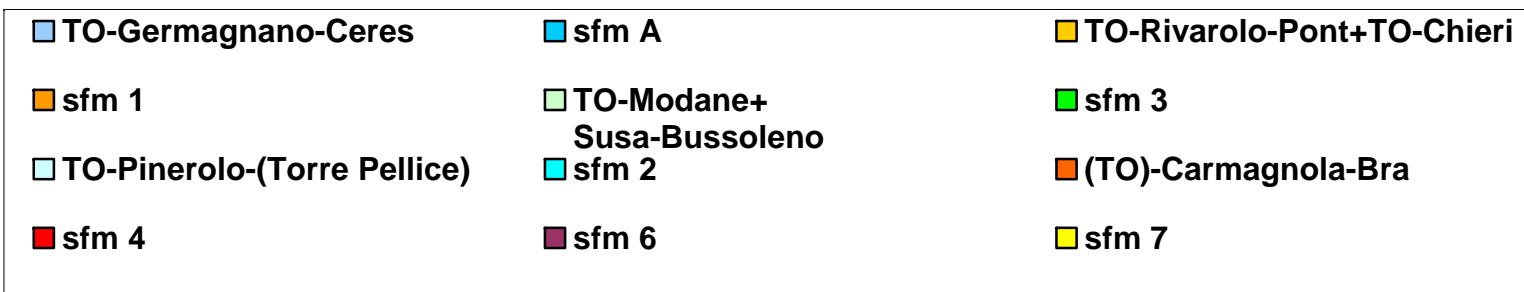 TO-Germagnano-Ceres
sfm A
TO-Rivarolo-Pont+TO-Chieri
sfm 1
TO-Modane+
Susa-Bussoleno
sfm 3
TO-Pinerolo-(Torre Pellice)
sfm 2
(TO)-Carmagnola-Bra
sfm 4
sfm 6
sfm 7